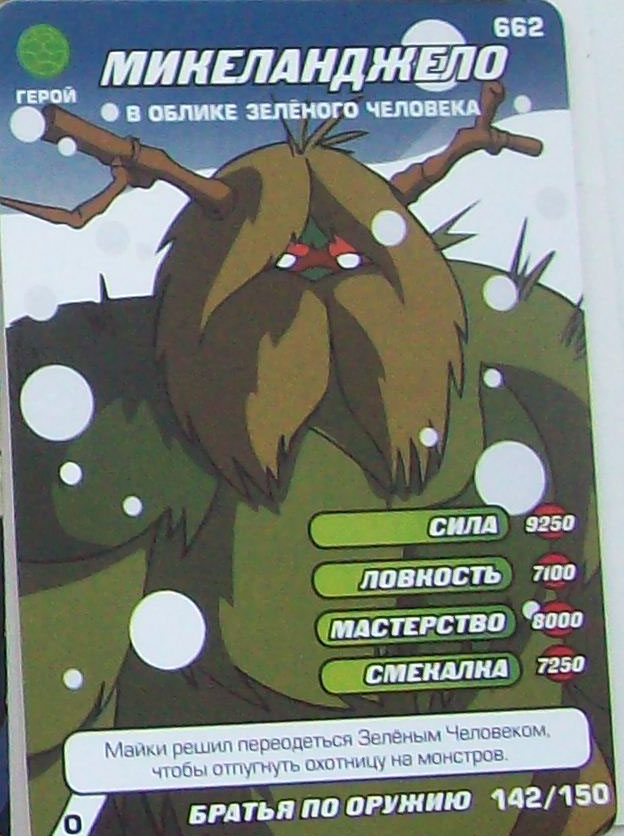 662
МИКЕЛАНДЖЕЛО
ГЕРОЙ
В ОБЛИКЕ ЗЕЛЁНОГО ЧЕЛОВЕКА
СИЛА 9250
ЛОВКОСТЬ 7100
МАСТЕРСТВО 8000
СМЕКАЛКА 7250
Майки решил переодеться Зелёным Человеком,
чтобы отпугнуть охотницу на монстров.
О БРАТЬЯ ПО ОРУЖИЮ 142/150